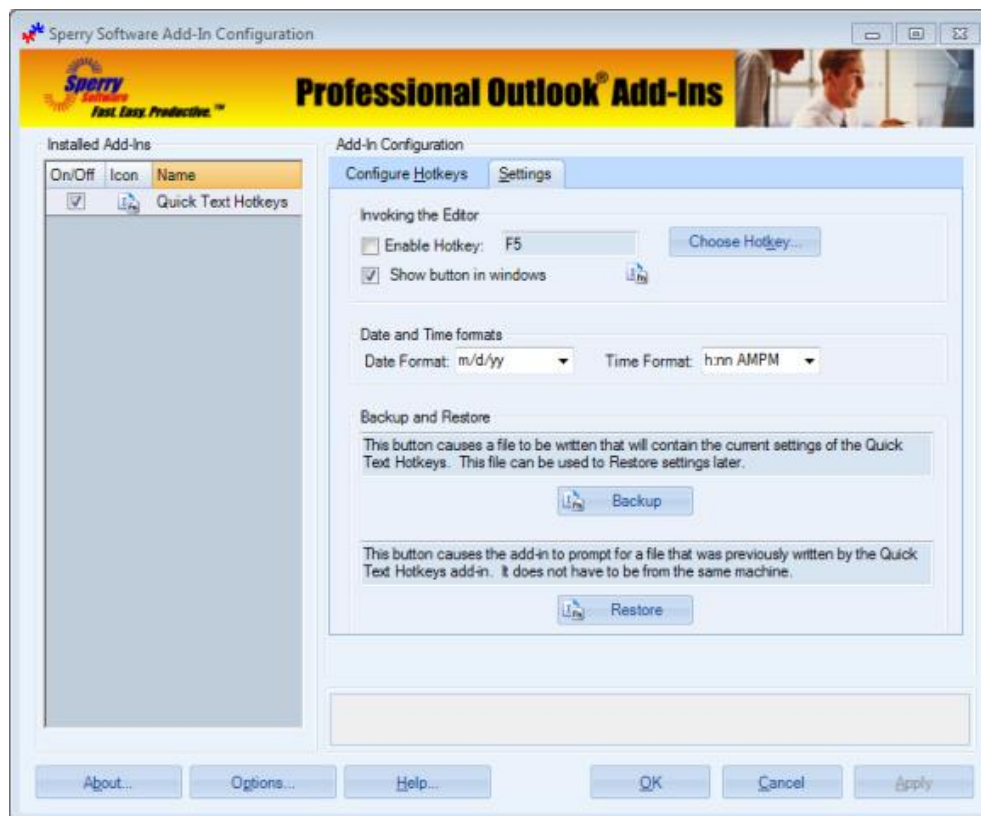 Sperry Software Add-In Configuration
Sperry
Software
Fast. Easy. Productive.™
Professional Outlook® Add-Ins
Installed Add-Ins
On/Off Icon Name
Quick Text Hotkeys
Add-In Configuration
Configure Hotkeys Settings
Invoking the Editor
Enable Hotkey: F5 Choose Hotkey...
Show button in windows
Date and Time formats
Date Format: m/d/yy Time Format: h:nn AMPM
Backup and Restore
This button causes a file to be written that will contain the current settings of the Quick
Text Hotkeys. This file can be used to Restore settings later.
Backup
This button causes the add-in to prompt for a file that was previously written by the Quick
Text Hotkeys add-in. It does not have to be from the same machine.
Restore
About... Options... Help... OK Cancel Apply